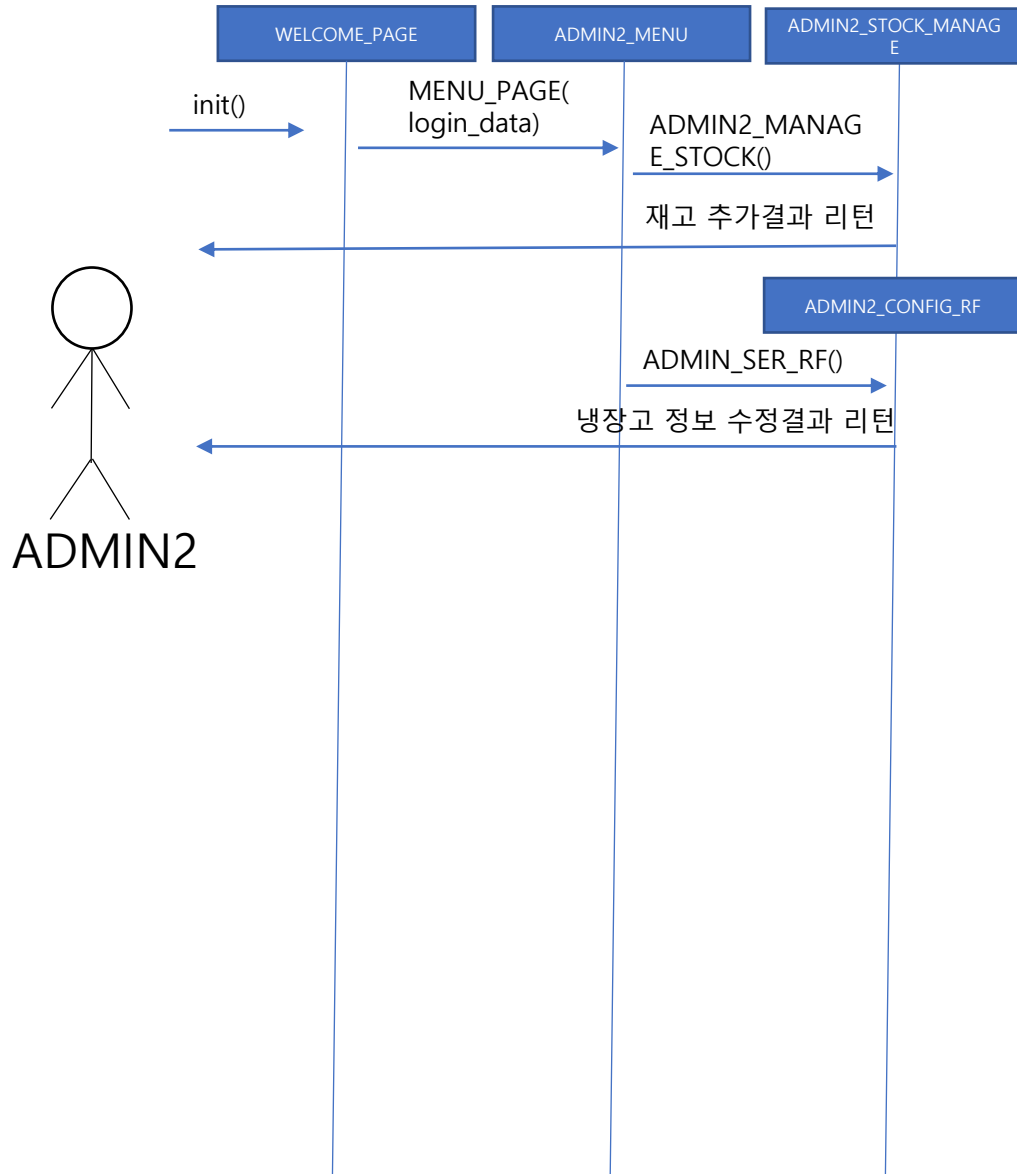 WELCOME_PAGE
ADMIN2_MENU
ADMIN2_STOCK_MANAG
E
init()
MENU_PAGE(
login_data)
ADMIN2_MANAG
E_STOCK()
재고 추가결과 리턴
ADMIN2_CONFIG_RF
ADMIN_SER_RF()
냉장고 정보 수정결과 리턴
ADMIN2